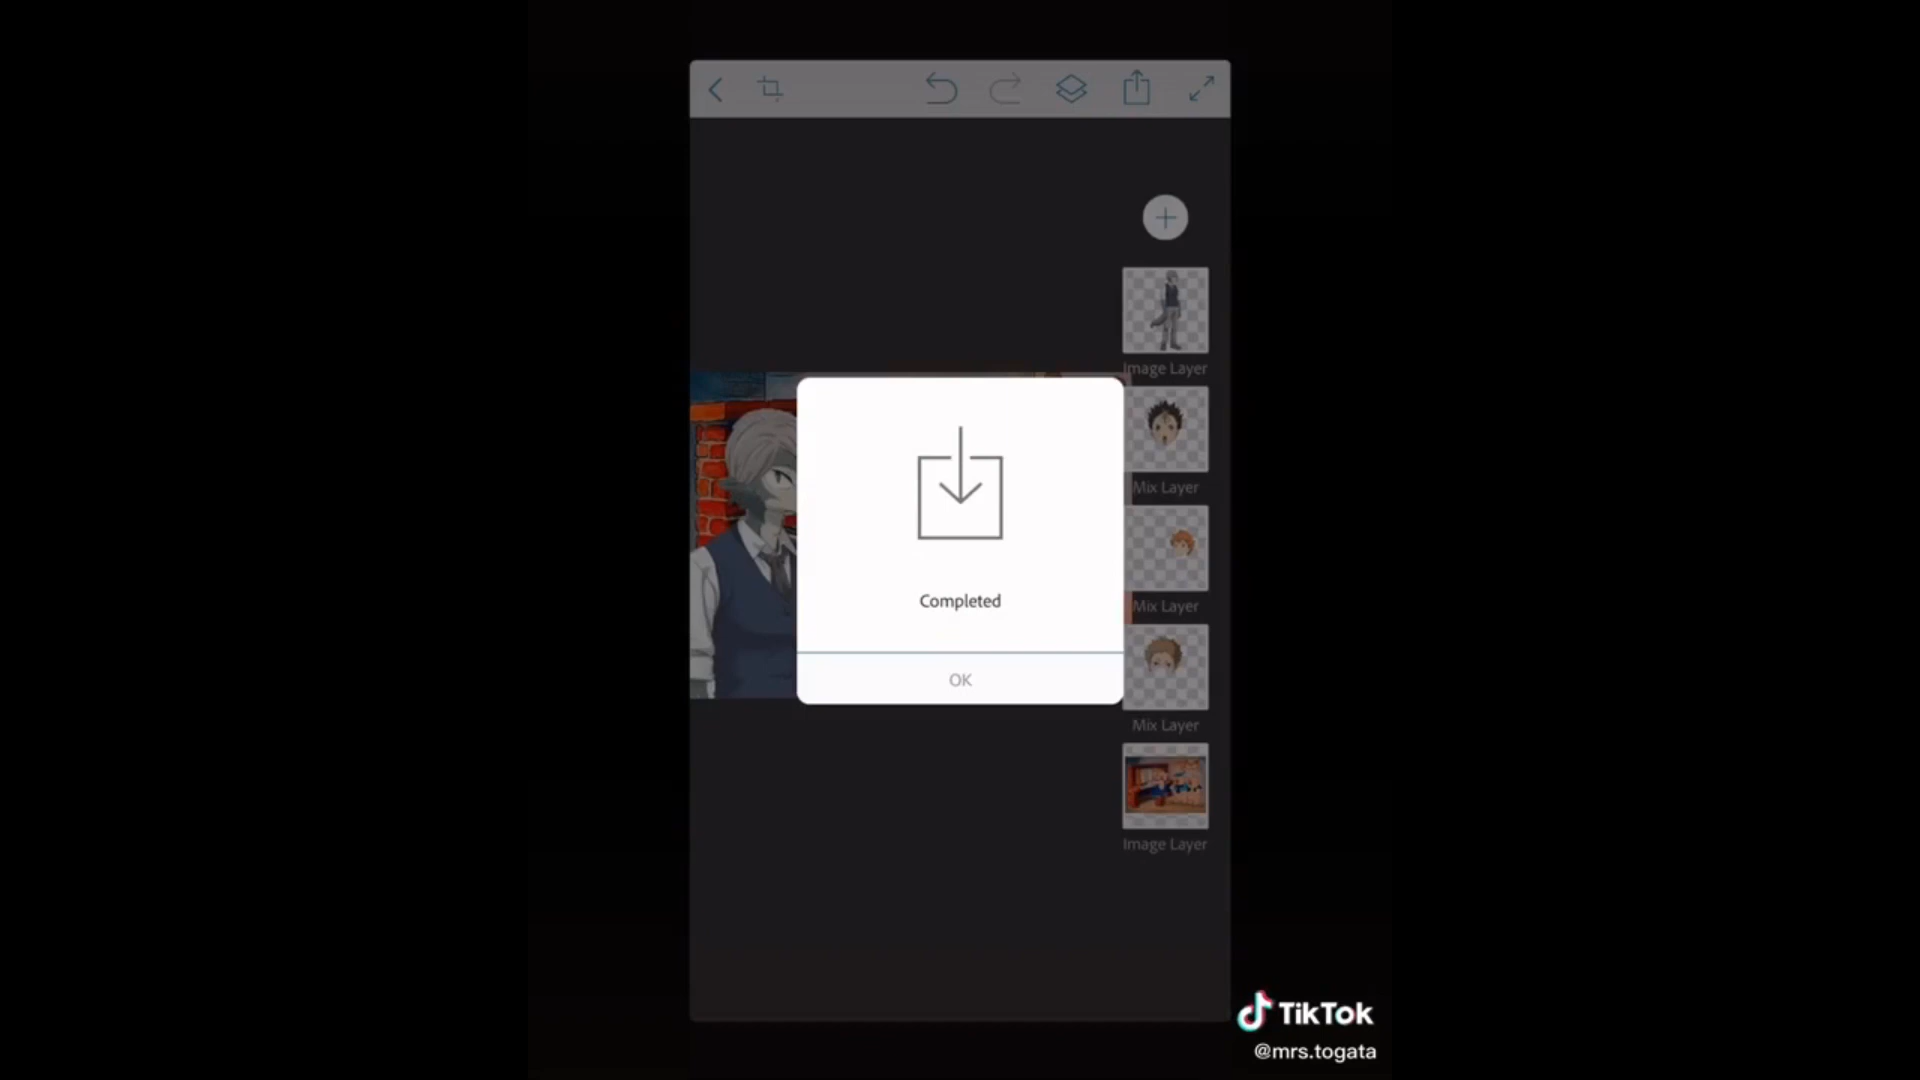 Image Layer
Mix Layer
Completed
Mix Layer
OK
Mix Layer
Image Layer
TikTok
@mrs.togata